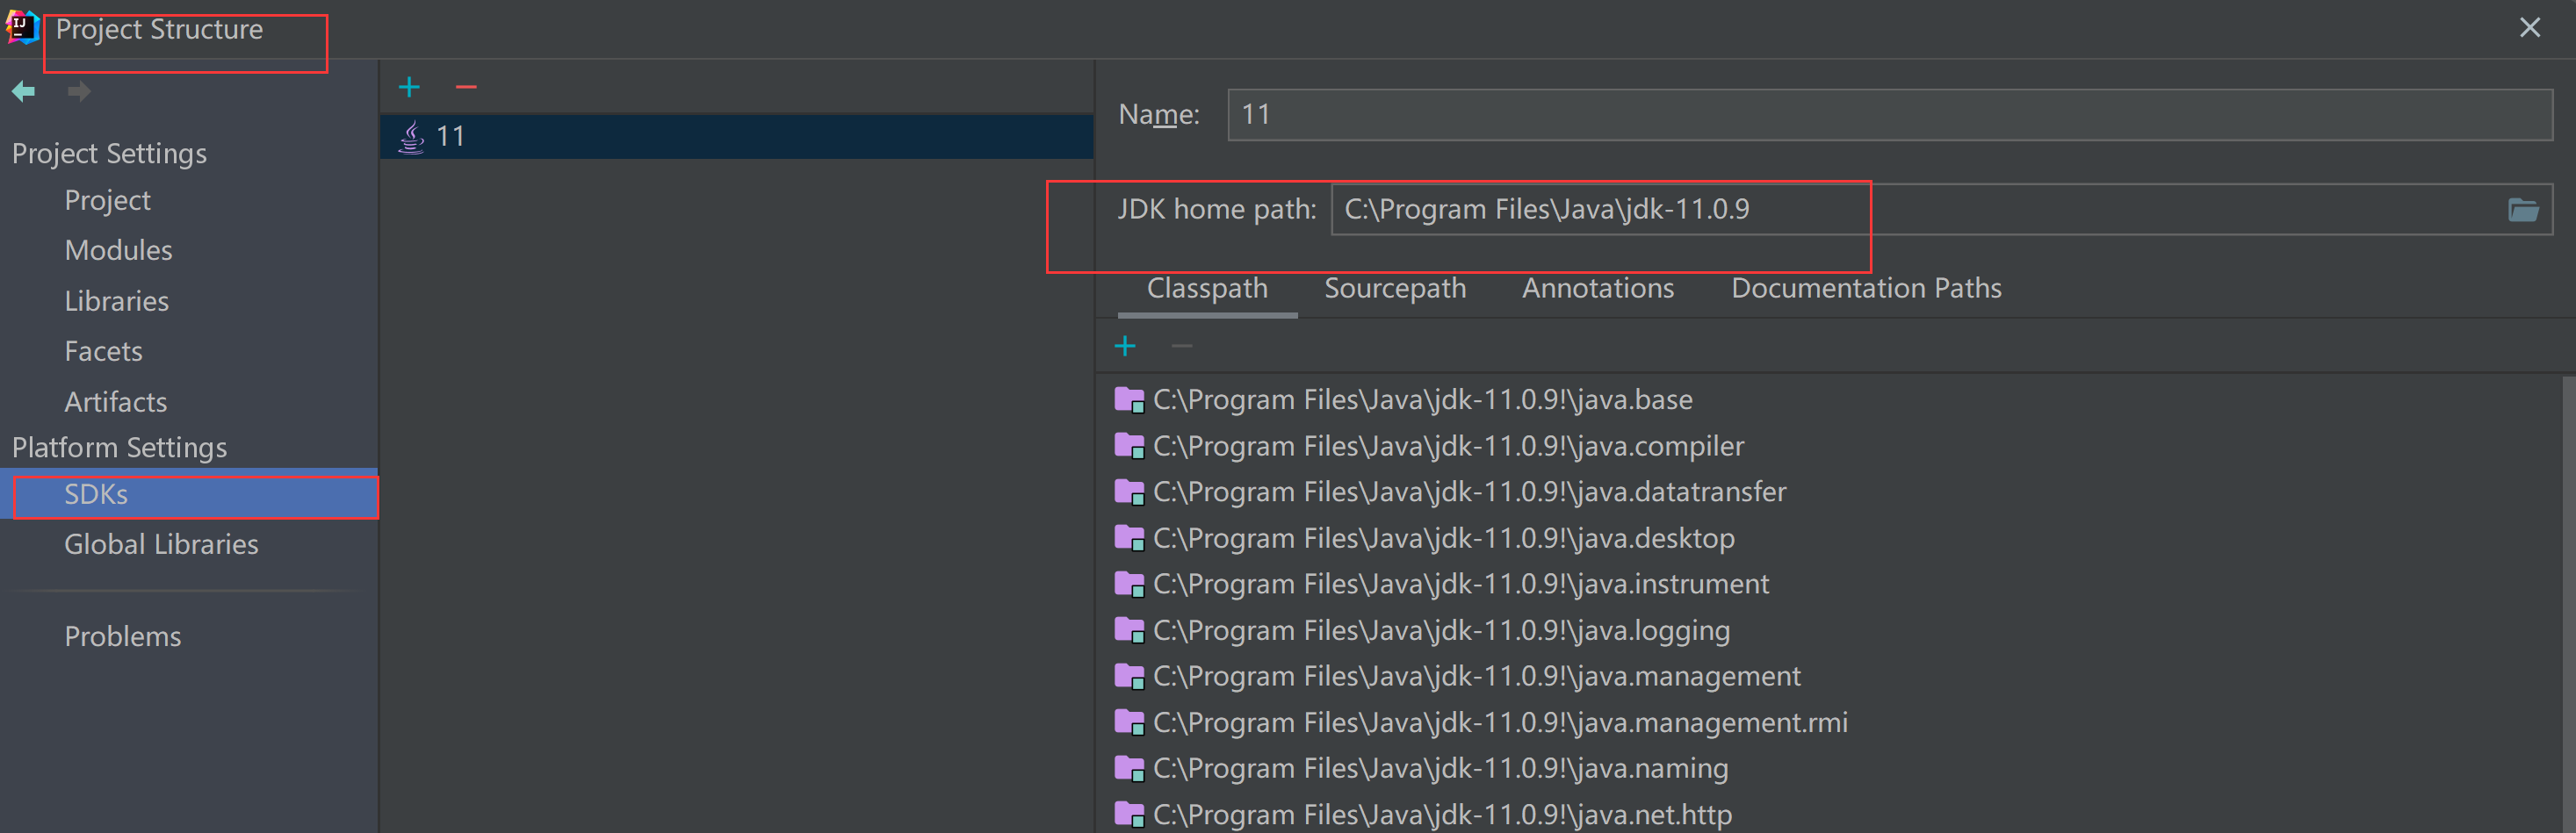 Project Structure
Project Settings
Project
Modules
Libraries
Facets
Artifacts
Platform Settings
SDKs
Global Libraries
Problems
11
Name: 11
JDK home path: C:\Program Files\Java\jdk-11.0.9
Classpath Sourcepath Annotations Documentation Paths
C:\Program Files\Java\jdk-11.0.9!\java.base
C:\Program Files\Java\jdk-11.0.9!\java.compiler
C:\Program Files\Java\jdk-11.0.9!\java.datatransfer
C:\Program Files\Java\jdk-11.0.9!\java.desktop
C:\Program Files\Java\jdk-11.0.9!\java.instrument
C:\Program Files\Java\jdk-11.0.9!\java.logging
C:\Program Files\Java\jdk-11.0.9!\java.management
C:\Program Files\Java\jdk-11.0.9!\java.management.rmi
C:\Program Files\Java\jdk-11.0.9!\java.naming
C:\Program Files\Java\jdk-11.0.9!\java.net.http